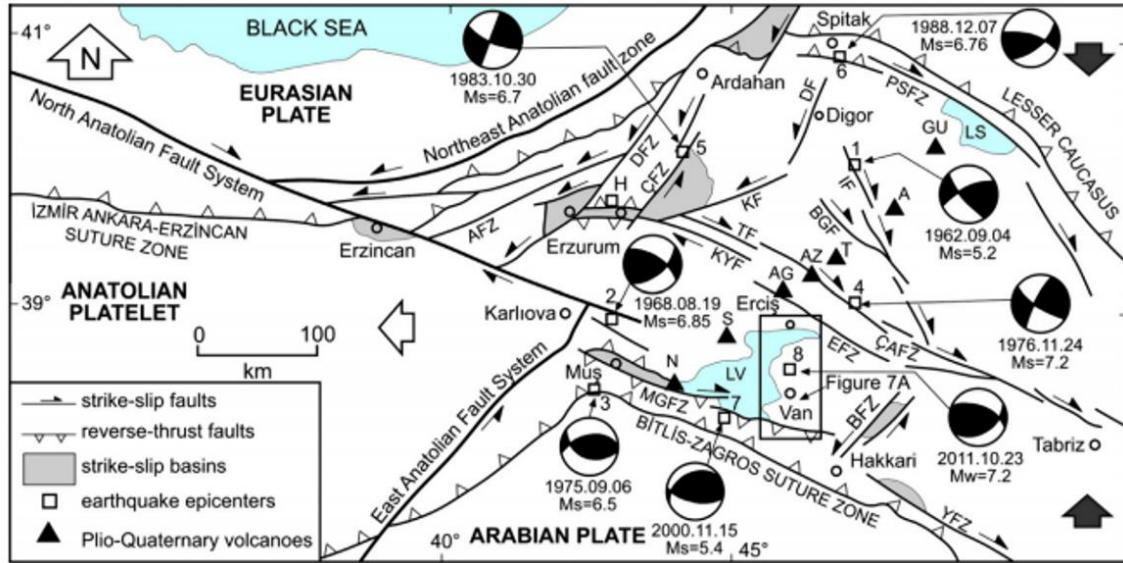 41°
BLACK SEA
N
EURASIAN
PLATE
1983.10.30
Ms=6.7
Northeast Anatolian fault zone
North Anatolian Fault System
Ardahan
Spitak
1988.12.07
Ms=6.76
6
PSFZ
LESSER CAUCASUS
DF
Digor
GU
LS
DFZ
5
ÇFZ
1
TF
A
1962.09.04
Ms=5.2
KF
BGF
T
H
İZMİR ANKARA-ERZİNCAN
SUTURE ZONE
Erzincan
AFZ
Erzurum
TF
KYF
AZ
AG
4
1976.11.24
Ms=7.2
39°
ANATOLIAN
PLATELET
0
100
km
Karlıova
2
1968.08.19
Ms=6.85
S
Erciş
EFZ
ÇAFZ
East Anatolian Fault System
Muş
N
LV
8
Figure 7A
Van
MGFZ
7
3
1975.09.06
Ms=6.5
BİTLİS-ZAGROS SUTURE ZONE
BFZ
Hakkari
2011.10.23
Mw=7.2
Tabriz
2000.11.15
Ms=5.4
YFZ
ARABIAN PLATE
40°
45°
strike-slip faults
reverse-thrust faults
strike-slip basins
earthquake epicenters
Plio-Quaternary volcanoes